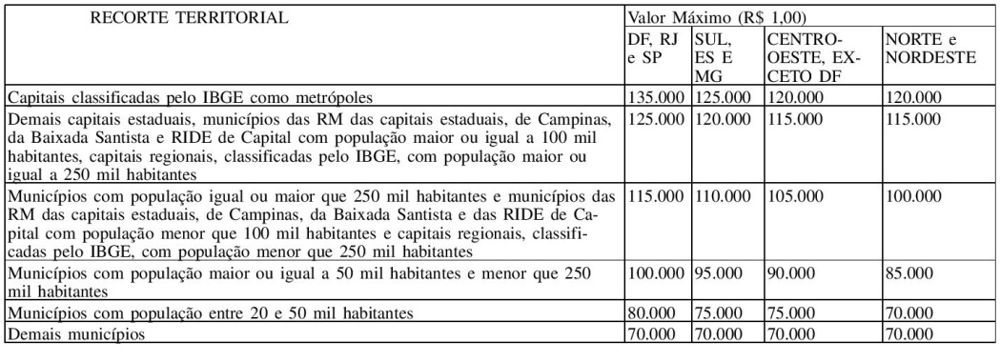 RECORTE TERRITORIAL
Valor Máximo (R$ 1,00)
DF, RJ
e SP
SUL,
ES E
MG
CENTRO-
OESTE, EX-
CETO DF
NORTE e
NORDESTE
Capitais classificadas pelo IBGE como metrópoles
135.000
125.000
120.000
120.000
Demais capitais estaduais, municípios das RM das capitais estaduais, de Campinas,
da Baixada Santista e RIDE de Capital com população maior ou igual a 100 mil
habitantes, capitais regionais, classificadas pelo IBGE, com população maior ou
igual a 250 mil habitantes
125.000
120.000
115.000
115.000
Municípios com população igual ou maior que 250 mil habitantes e municípios das
RM das capitais estaduais, de Campinas, da Baixada Santista e das RIDE de Ca-
pital com população menor que 100 mil habitantes e capitais regionais, classifi-
cadas pelo IBGE, com população menor que 250 mil habitantes
115.000
110.000
105.000
100.000
Municípios com população maior ou igual a 50 mil habitantes e menor que 250
mil habitantes
100.000
95.000
90.000
85.000
Municípios com população entre 20 e 50 mil habitantes
80.000
75.000
75.000
70.000
Demais municípios
70.000
70.000
70.000
70.000